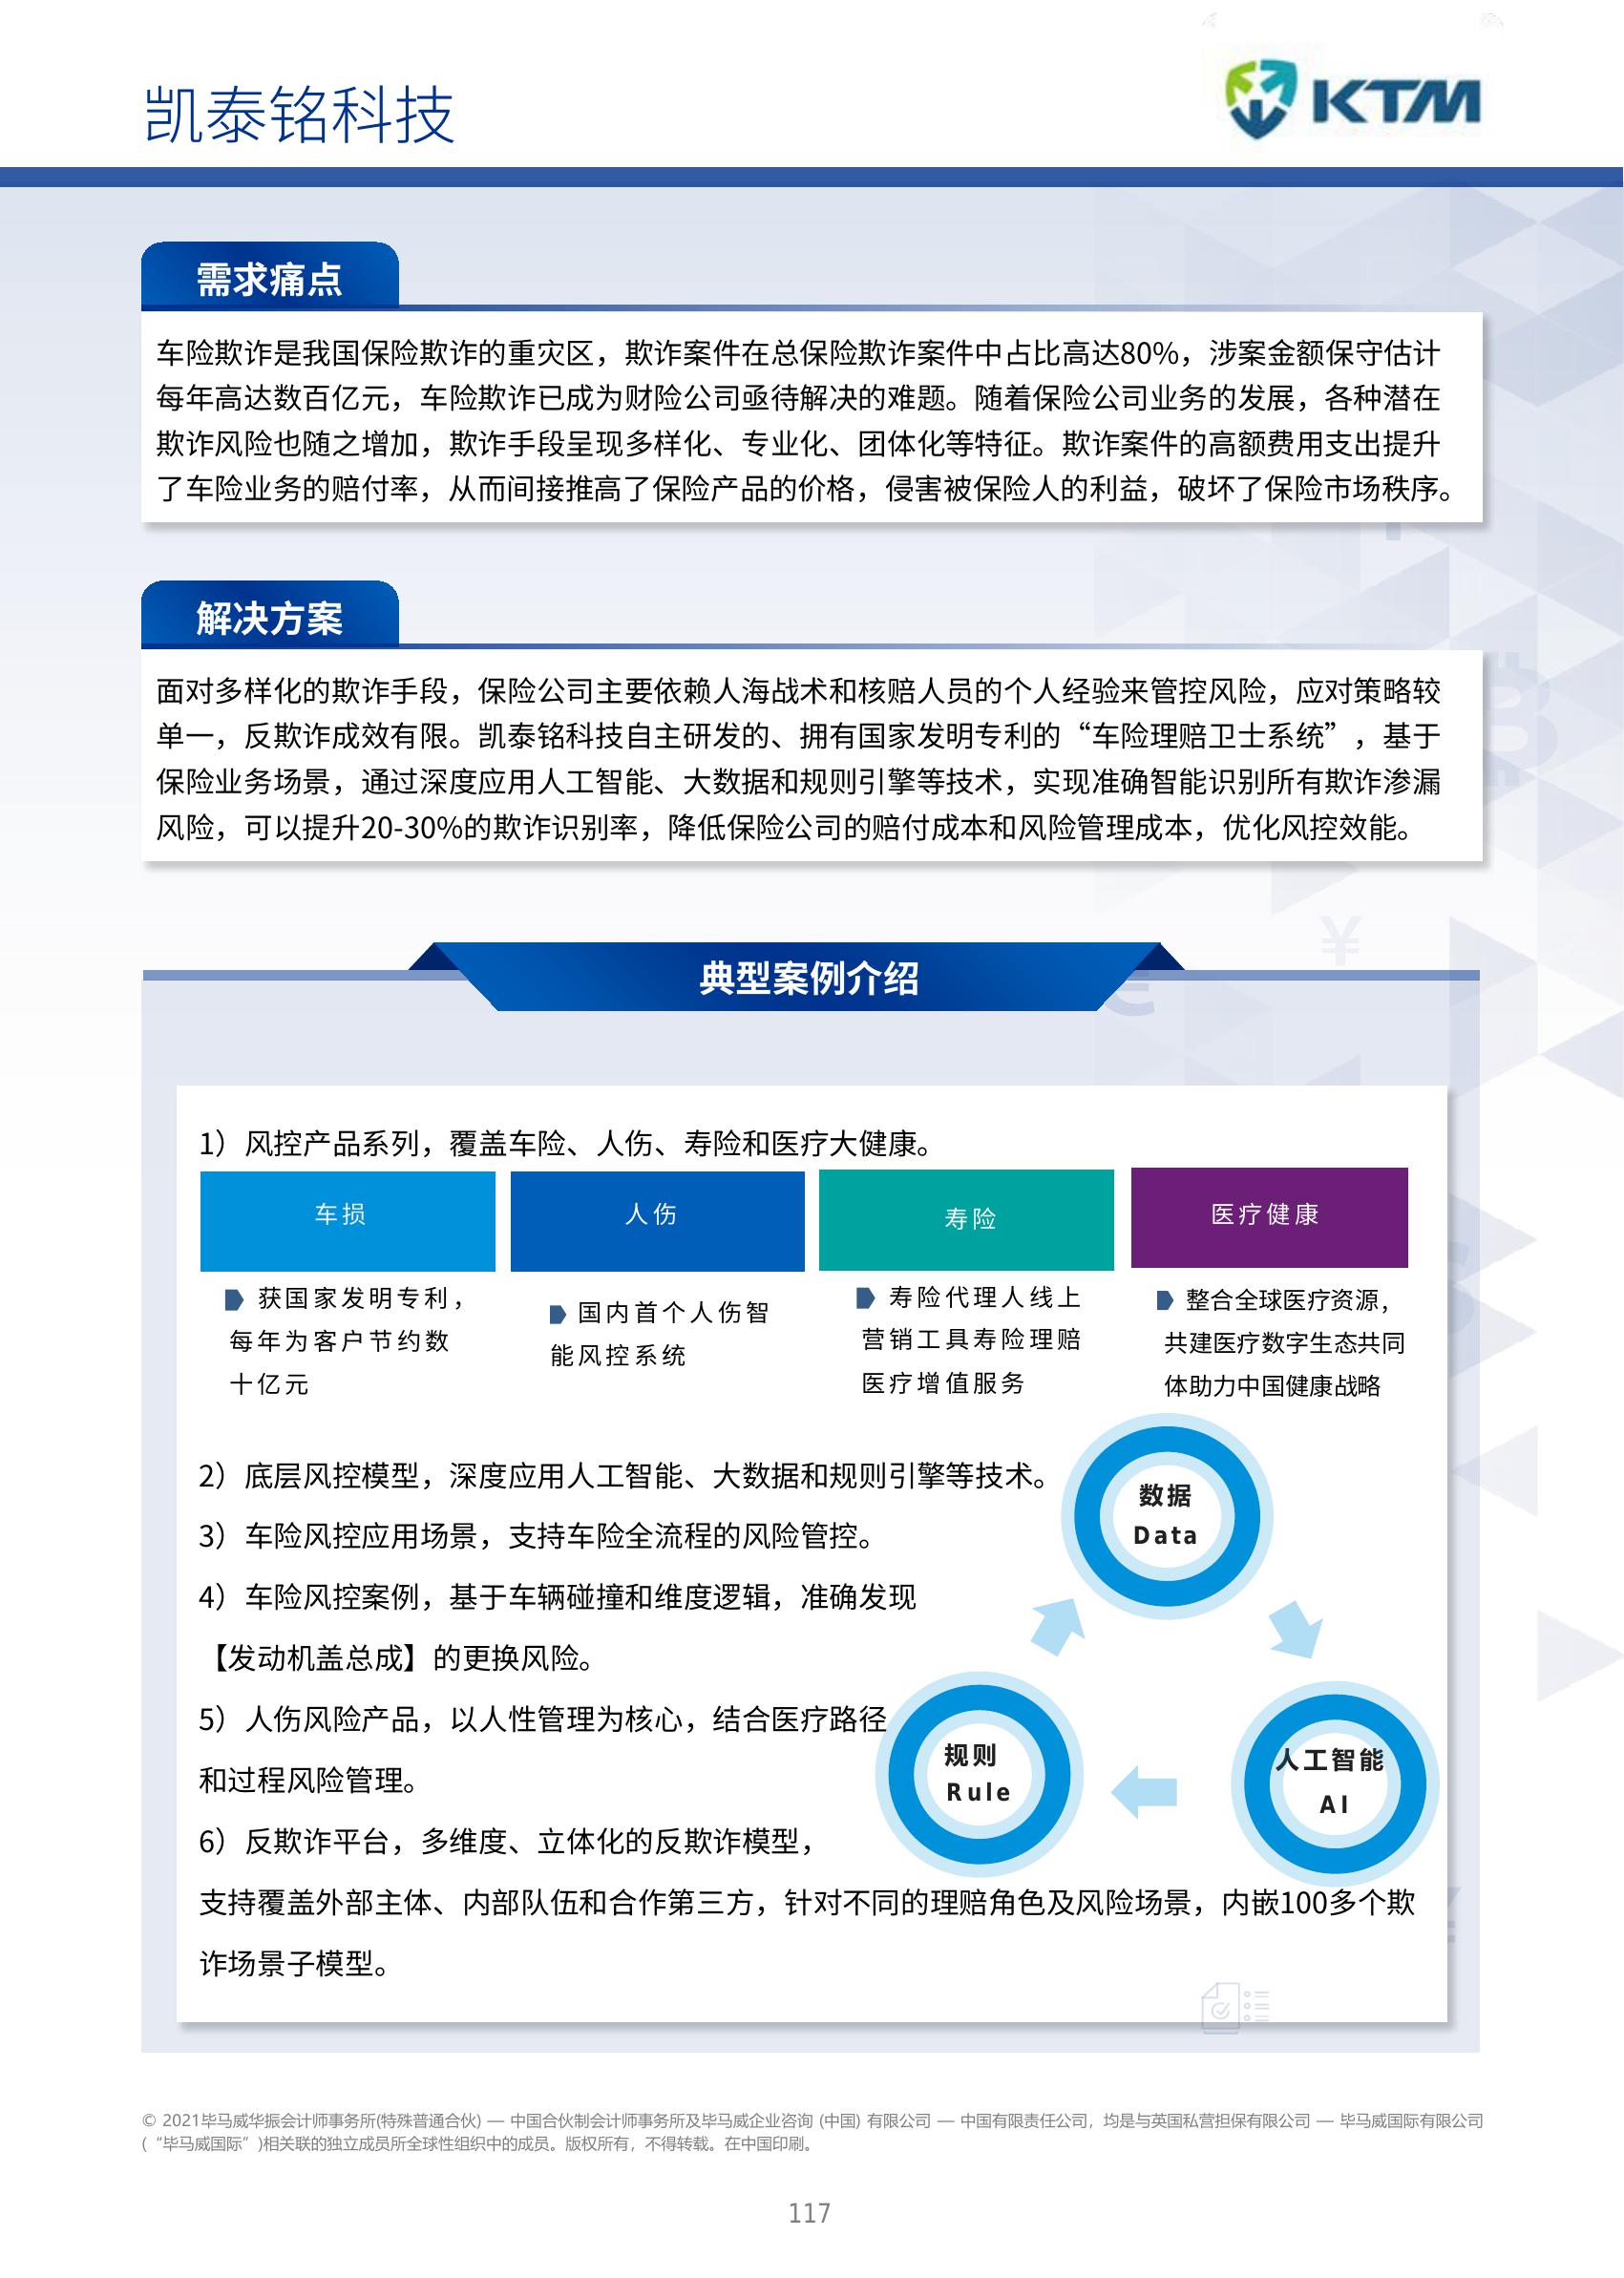 凯泰铭科技
KTM
需求痛点
车险欺诈是我国保险欺诈的重灾区，欺诈案件在总保险欺诈案件中占比高达80%，涉案金额保守估计
每年高达数百亿元，车险欺诈已成为财险公司亟待解决的难题。随着保险公司业务的发展，各种潜在
欺诈风险也随之增加，欺诈手段呈现多样化、专业化、团体化等特征。欺诈案件的高额费用支出提升
了车险业务的赔付率，从而间接推高了保险产品的价格，侵害被保险人的利益，破坏了保险市场秩序。
解决方案
面对多样化的欺诈手段，保险公司主要依赖人海战术和核赔人员的个人经验来管控风险，应对策略较
单一，反欺诈成效有限。凯泰铭科技自主研发的、拥有国家发明专利的“车险理赔卫士系统”，基于
保险业务场景，通过深度应用人工智能、大数据和规则引擎等技术，实现准确智能识别所有欺诈渗漏
风险，可以提升20-30%的欺诈识别率，降低保险公司的赔付成本和风险管理成本，优化风控效能。
典型案例介绍
1）风控产品系列，覆盖车险、人伤、寿险和医疗大健康。
车损
人伤
寿险
医疗健康
获国家发明专利，
每年为客户节约数
十亿元
国内首个人伤智
能风控系统
寿险代理人线上
营销工具寿险理赔
医疗增值服务
整合全球医疗资源，
共建医疗数字生态共同
体助力中国健康战略
2）底层风控模型，深度应用人工智能、大数据和规则引擎等技术。
3）车险风控应用场景，支持车险全流程的风险管控。
4）车险风控案例，基于车辆碰撞和维度逻辑，准确发现
【发动机盖总成】的更换风险。
5）人伤风险产品，以人性管理为核心，结合医疗路径
和过程风险管理。
6）反欺诈平台，多维度、立体化的反欺诈模型，
支持覆盖外部主体、内部队伍和合作第三方，针对不同的理赔角色及风险场景，内嵌100多个欺
诈场景子模型。
数据
Data
规则
Rule
人工智能
AI
© 2021毕马威华振会计师事务所(特殊普通合伙) — 中国合伙制会计师事务所及毕马威企业咨询 (中国) 有限公司 — 中国有限责任公司，均是与英国私营担保有限公司 — 毕马威国际有限公司
(“毕马威国际”)相关联的独立成员所全球性组织中的成员。版权所有，不得转载。在中国印刷。
117